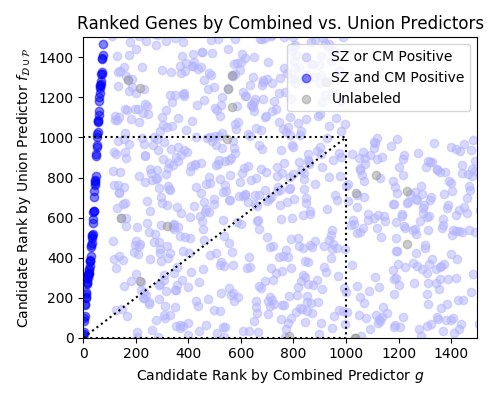 Ranked Genes by Combined vs. Union Predictors
SZ or CM Positive
SZ and CM Positive
Unlabeled
Candidate Rank by Union Predictor f_{D∪P}
1400
1200
1000
800
600
400
200
0
0 200 400 600 800 1000 1200 1400
Candidate Rank by Combined Predictor g